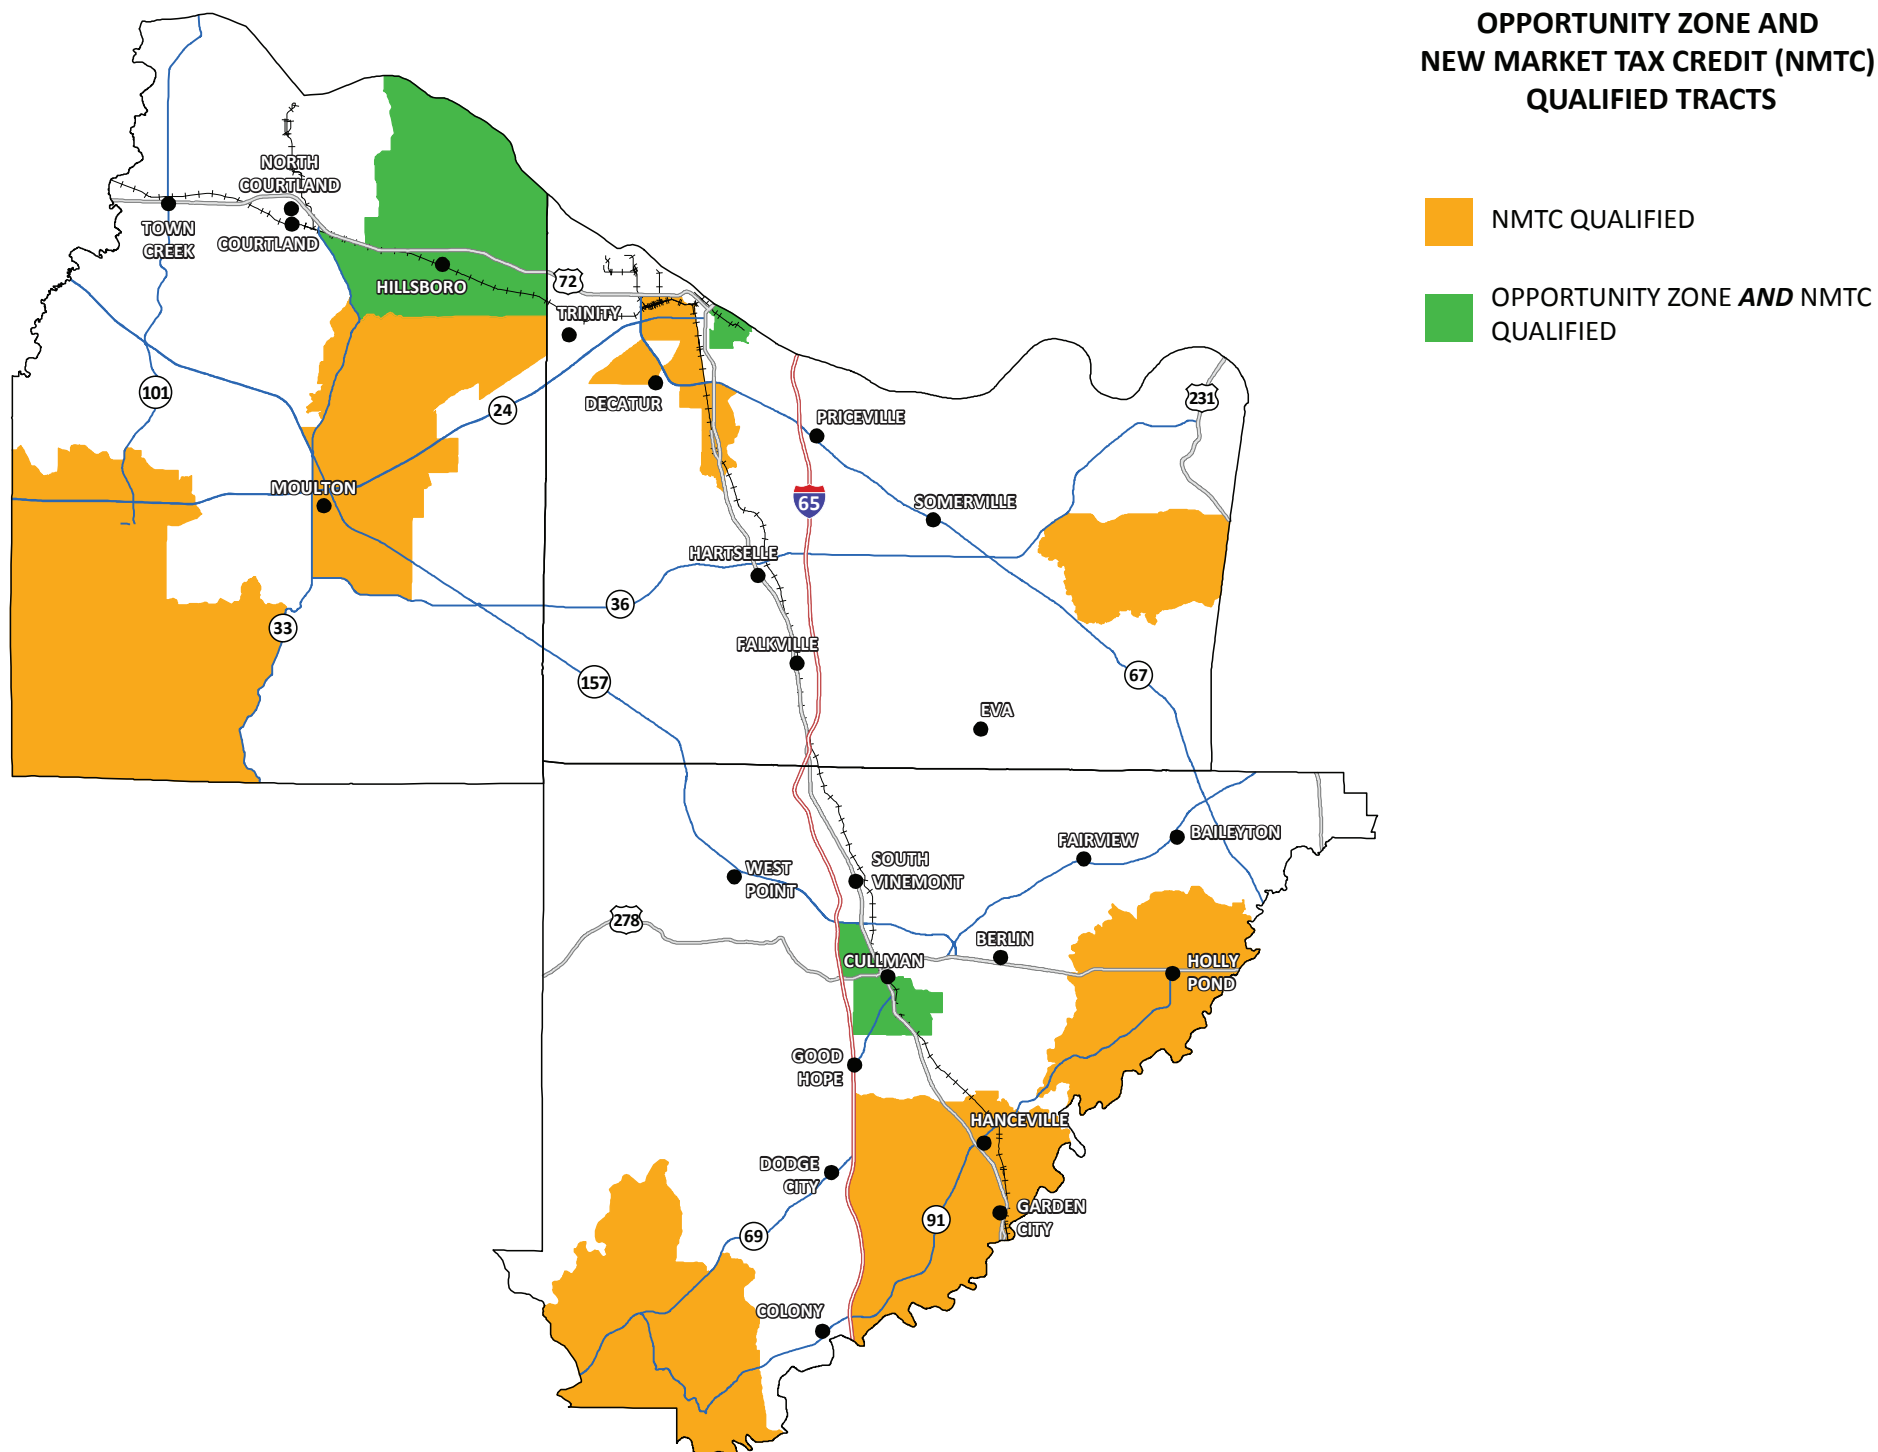 OPPORTUNITY ZONE AND
NEW MARKET TAX CREDIT (NMTC)
QUALIFIED TRACTS
NMTC QUALIFIED
OPPORTUNITY ZONE AND NMTC
QUALIFIED
NORTH
COURTLAND
TOWN
CREEK
COURTLAND
HILLSBORO
72
TRINITY
101
24
DECATUR
PRICEVILLE
231
MOULTON
65
SOMERVILLE
HARTSELLE
36
33
FALKVILLE
157
67
EVA
WEST
POINT
SOUTH
VINEMONT
FAIRVIEW
BAILEYTON
278
CULLMAN
BERLIN
HOLLY
POND
GOOD
HOPE
HANCEVILLE
DODGE
CITY
GARDEN
CITY
91
69
COLONY